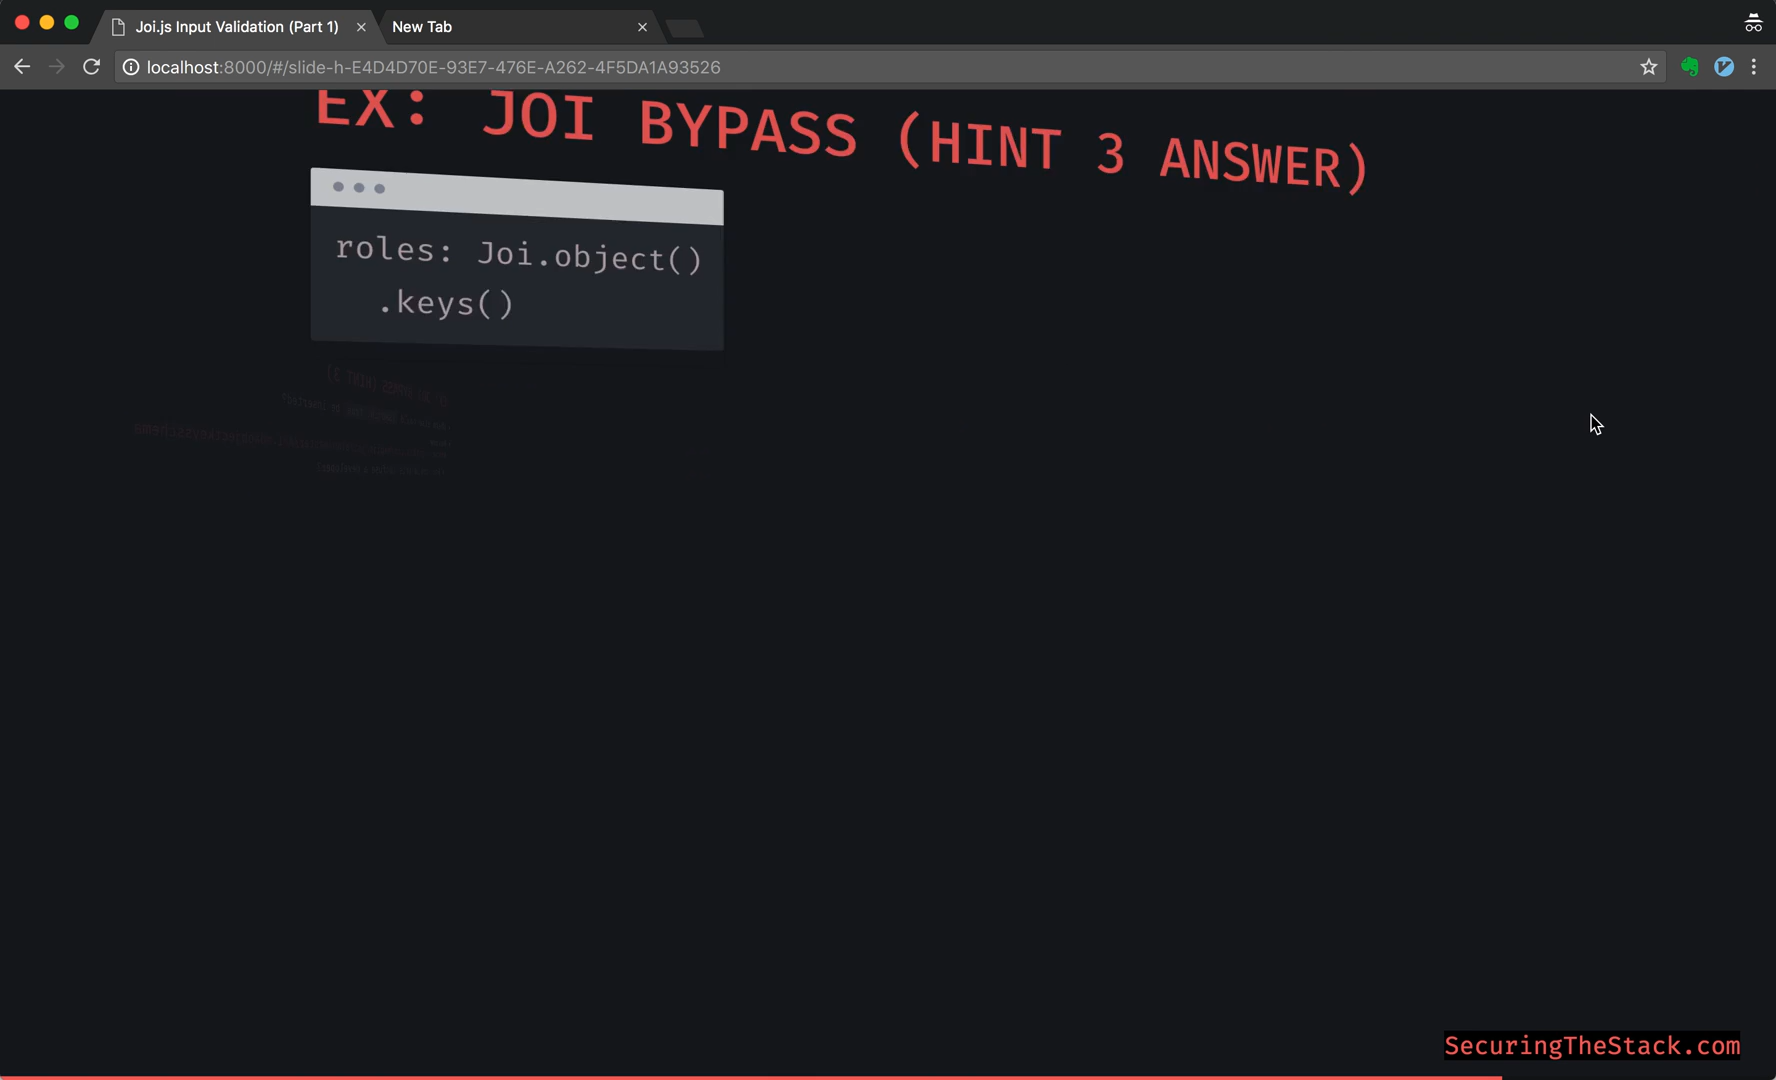 Joi.js Input Validation (Part 1)
New Tab
localhost:8000/#/slide-h-E4D4D70E-93E7-476E-A262-4F5DA1A93526
EX: JOI BYPASS (HINT 3 ANSWER)
roles: Joi.object()
.keys()
SecuringTheStack.com